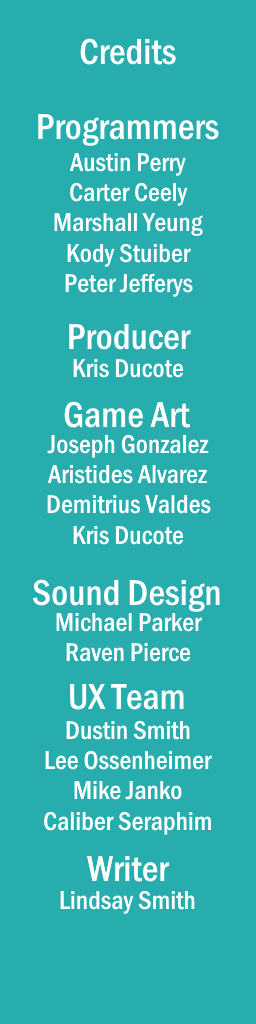 Credits
Programmers
Austin Perry
Carter Ceely
Marshall Yeung
Kody Stuiber
Peter Jefferys
Producer
Kris Ducote
Game Art
Joseph Gonzalez
Aristides Alvarez
Demitrius Valdes
Kris Ducote
Sound Design
Michael Parker
Raven Pierce
UX Team
Dustin Smith
Lee Ossenheimer
Mike Janko
Caliber Seraphim
Writer
Lindsay Smith